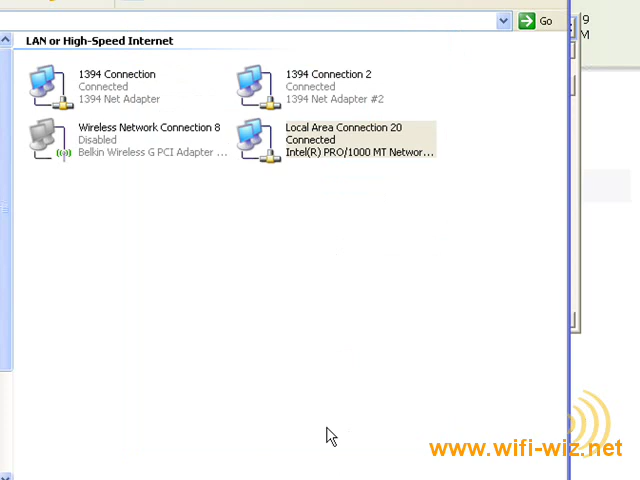 Go
9
M
LAN or High-Speed Internet
1394 Connection
Connected
1394 Net Adapter
1394 Connection 2
Connected
1394 Net Adapter #2
Wireless Network Connection 8
Disabled
Belkin Wireless G PCI Adapter ...
Local Area Connection 20
Connected
Intel(R) PRO/1000 MT Networ...
www.wifi-wiz.net